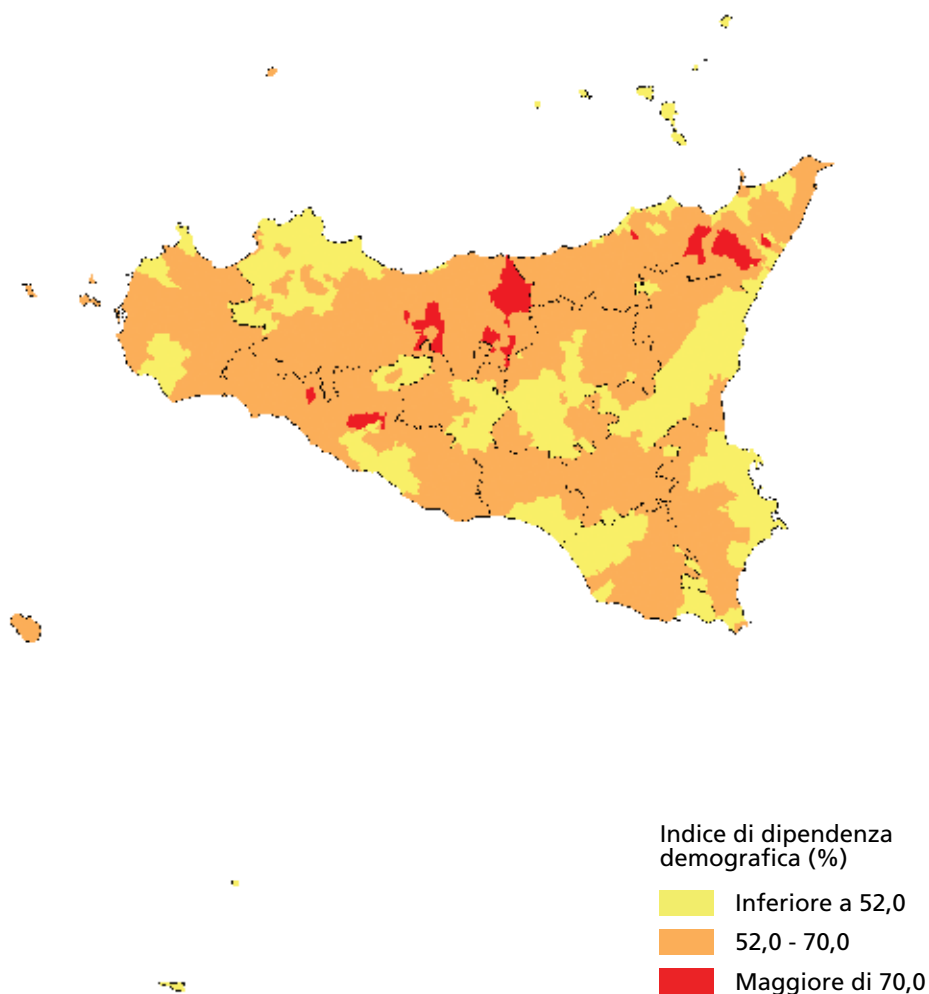 Indice di dipendenza
demografica (%)
Inferiore a 52,0
52,0 - 70,0
Maggiore di 70,0